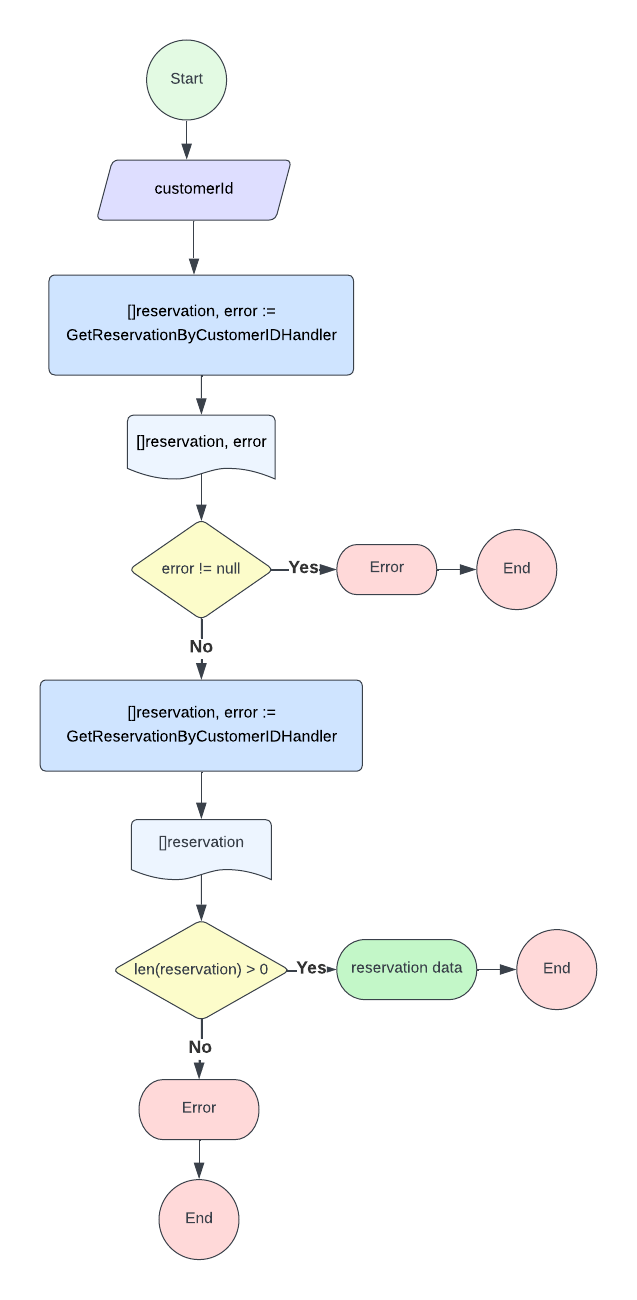 Start
customerId
[]reservation, error :=
GetReservationByCustomerIDHandler
[]reservation, error
error != null
Yes
Error
End
No
[]reservation, error :=
GetReservationByCustomerIDHandler
[]reservation
len(reservation) > 0
Yes
reservation data
End
No
Error
End